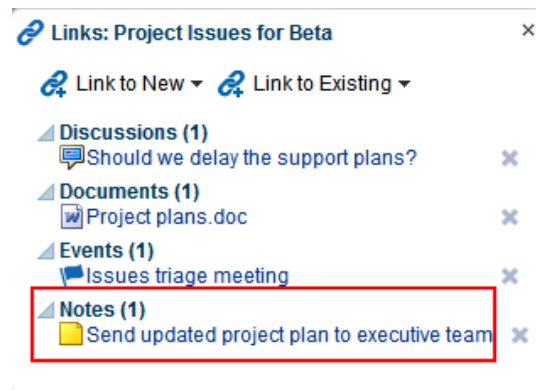 Links: Project Issues for Beta
Link to New Link to Existing
Discussions (1)
Should we delay the support plans?
Documents (1)
Project plans.doc
Events (1)
Issues triage meeting
Notes (1)
Send updated project plan to executive team